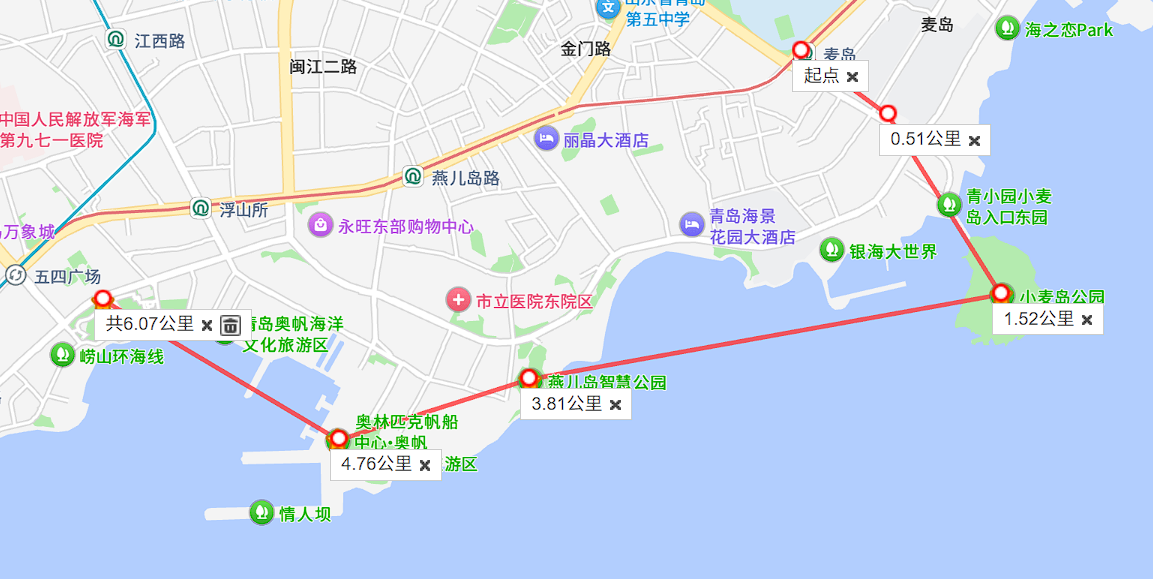 第五中学
江西路
金门路
麦岛
海之恋Park
闽江二路
麦岛
起点
中国人民解放军海军
第九七一医院
丽晶大酒店
0.51公里
燕儿岛路
青小园小麦
岛入口东园
浮山所
永旺东部购物中心
青岛海景
花园大酒店
万象城
银海大世界
五四广场
市立医院东院区
小麦岛公园
1.52公里
共6.07公里
青岛奥帆海洋
文化旅游区
崂山环海线
燕儿岛智慧公园
3.81公里
奥林匹克帆船
中心·奥帆
游区
4.76公里
情人坝